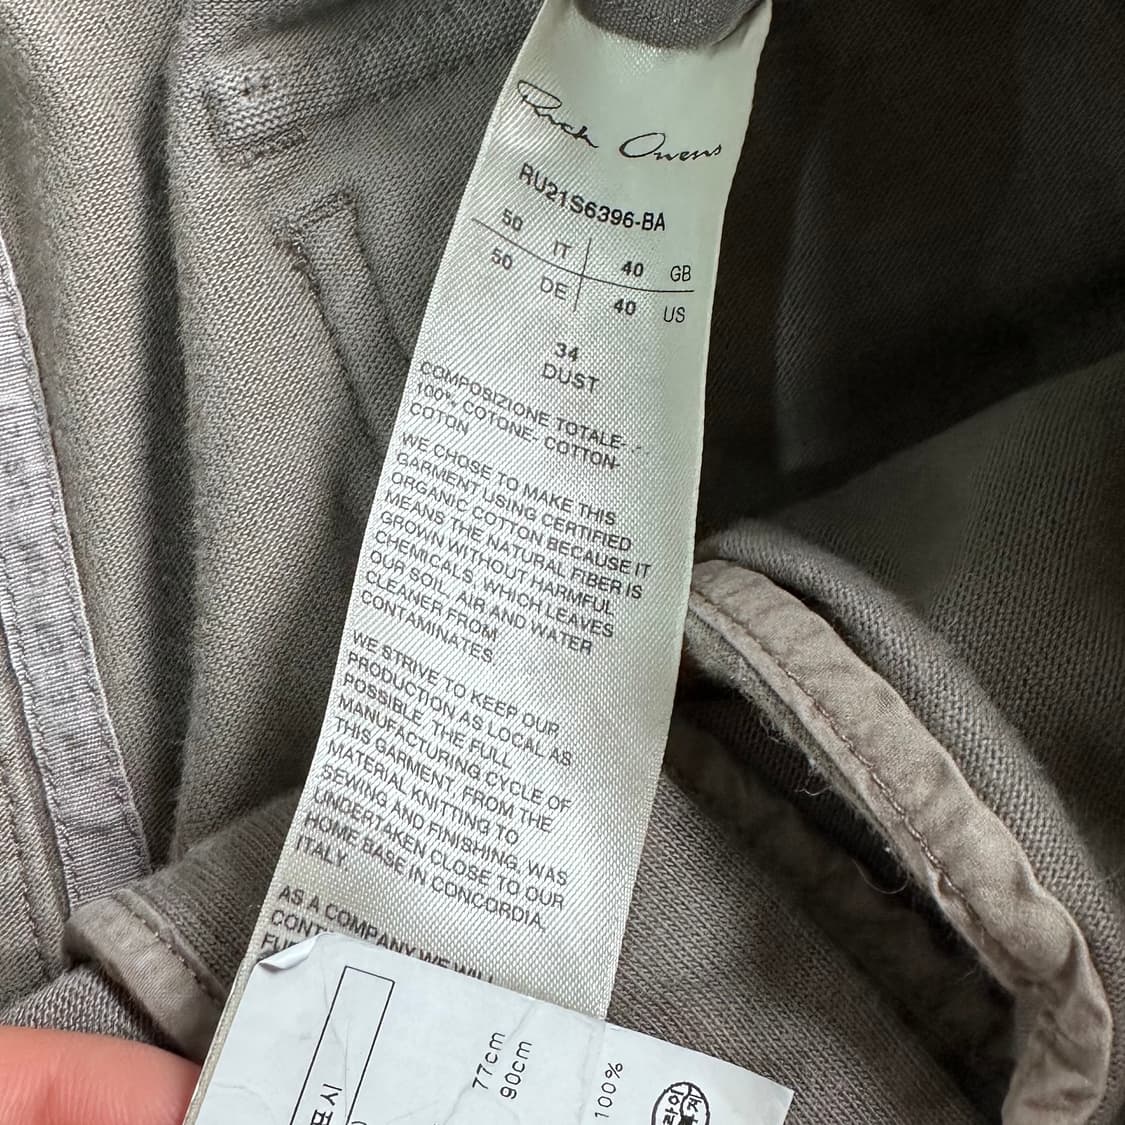 Rick Owens
RU21S6396-BA
50 IT 40 GB
50 DE 40 US
34
DUST
COMPOSIZIONE TOTALE- -
100% COTONE- COTTON-
COTTON
WE CHOSE TO MAKE THIS
GARMENT USING CERTIFIED
ORGANIC COTTON BECAUSE IT
MEANS THE NATURAL FIBER IS
GROWN WITHOUT HARMFUL
CHEMICALS, WHICH LEAVES
OUR SOIL, AIR AND WATER
CLEANER FROM
CONTAMINATES.
WE STRIVE TO KEEP OUR
PRODUCTION AS LOCAL AS
POSSIBLE, THE FULL
MANUFACTURING CYCLE OF
THIS GARMENT, FROM THE
MATERIAL KNITTING TO
SEWING AND FINISHING, WAS
UNDERTAKEN CLOSE TO OUR
HOME BASE IN CONCORDIA,
ITALY
AS A COMPANY WE WILL
CONT
77cm
90cm
100%